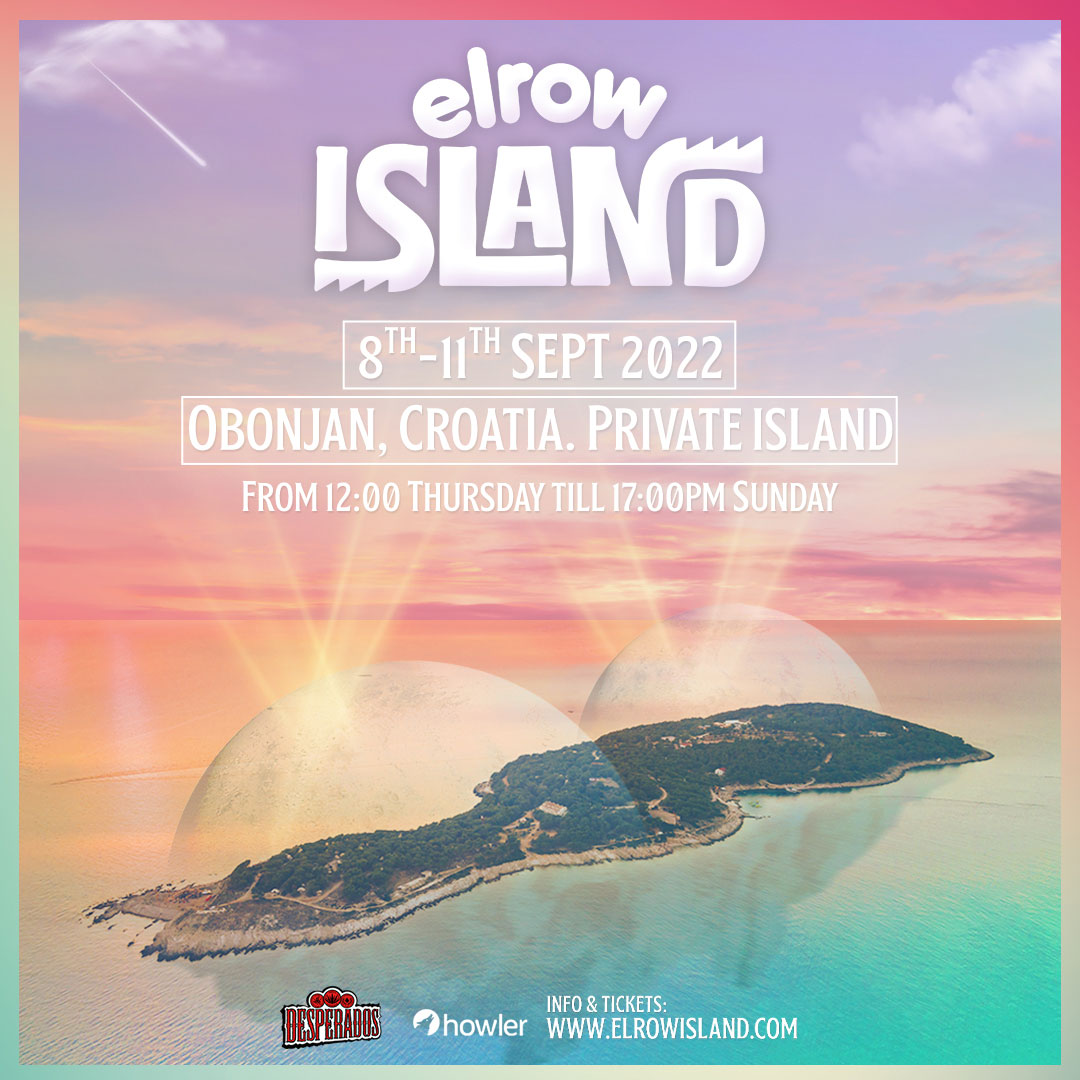 elrow
ISLAND
8TH-11TH SEPT 2022
OBONJAN, CROATIA. PRIVATE ISLAND
FROM 12:00 THURSDAY TILL 17:00PM SUNDAY
INFO & TICKETS:
DESPERADOS howler WWW.ELROWISLAND.COM